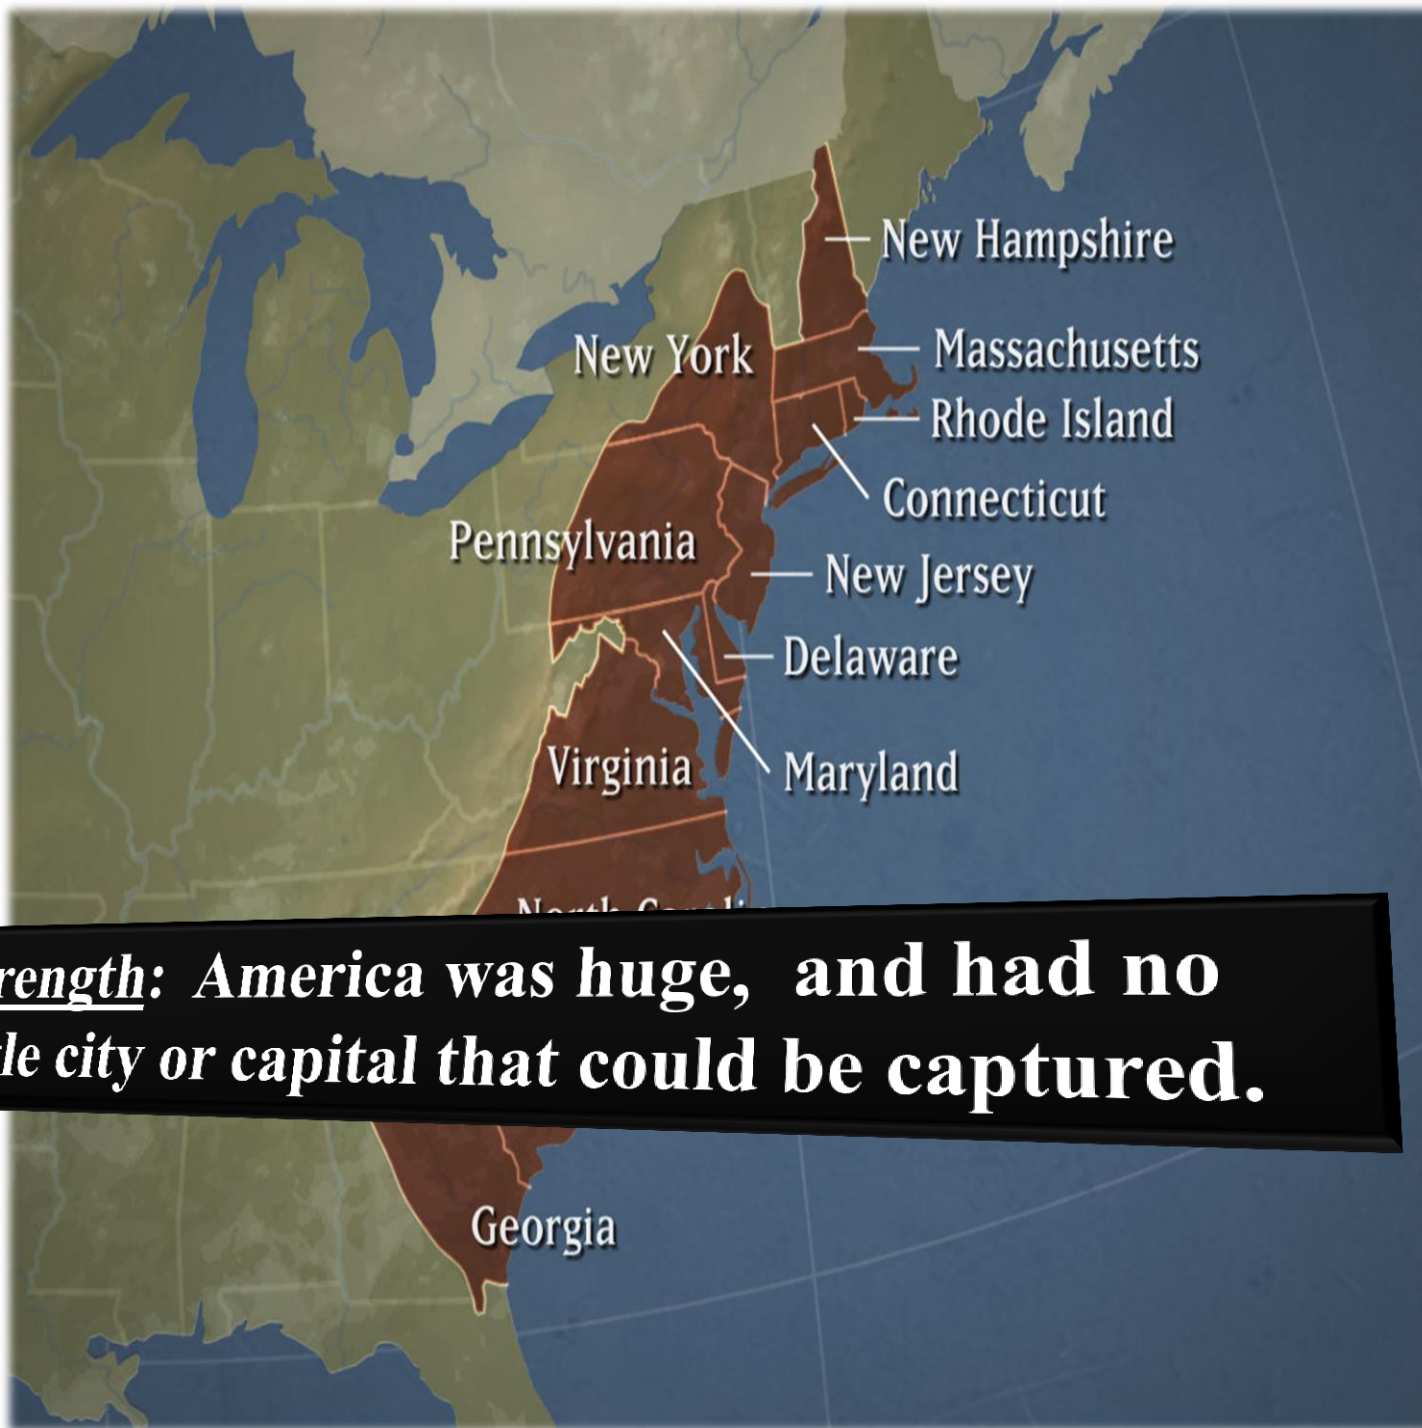 New Hampshire
New York
Massachusetts
Rhode Island
Connecticut
Pennsylvania
New Jersey
Delaware
Virginia
Maryland
North
rength: America was huge, and had no
city or capital that could be captured.
Georgia